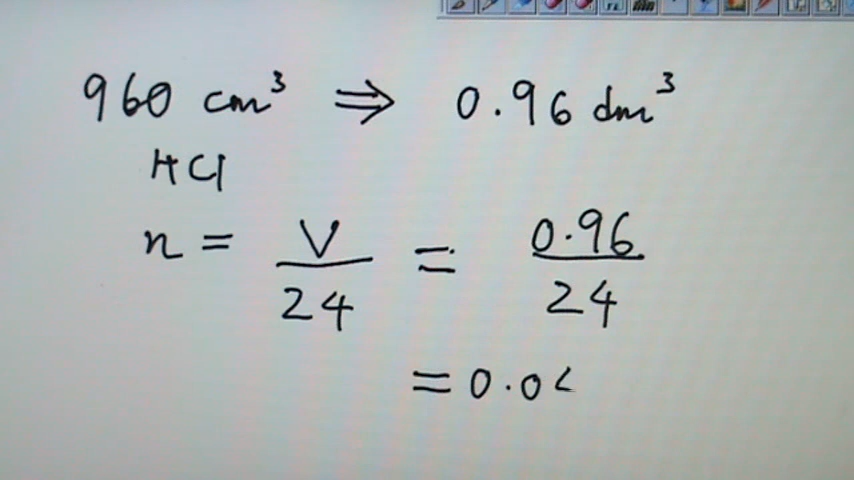 960 cm³ ⇒ 0.96 dm³
HCl
n = V/24 = 0.96/24
= 0.0